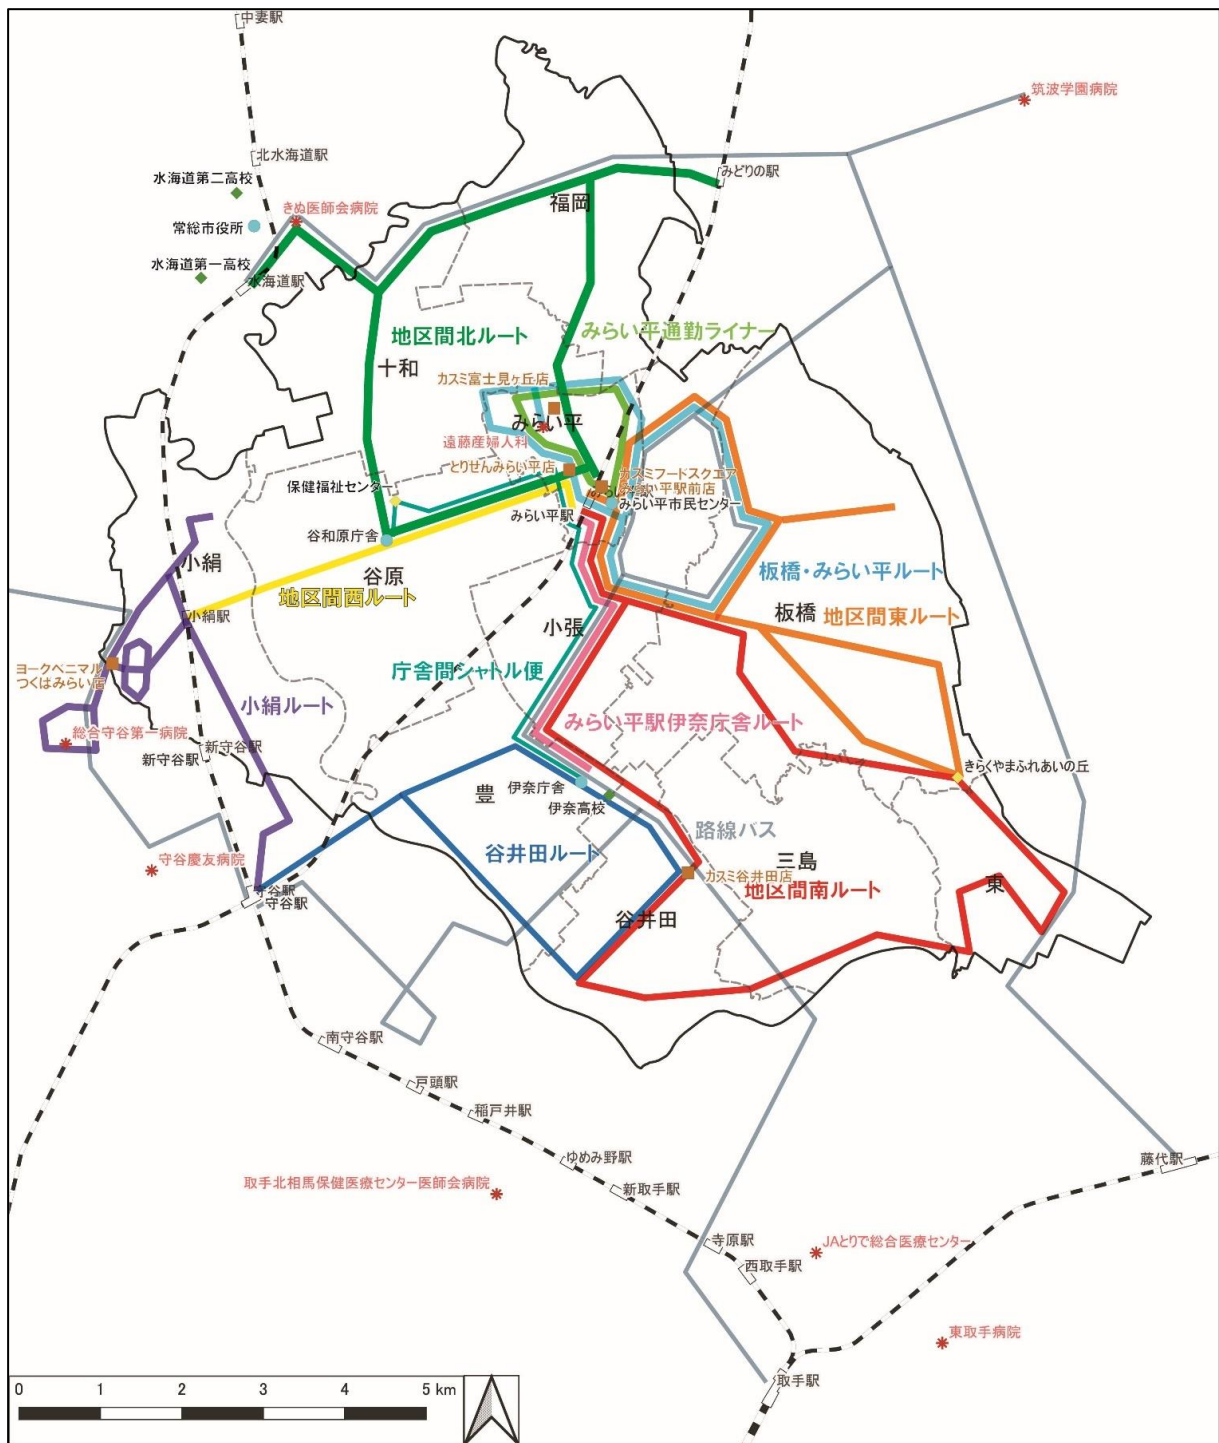 中妻駅
筑波学園病院
北水海道駅
みどりの駅
水海道第二高校
きぬ医師会病院
福岡
常総市役所
水海道第一高校
水海道駅
地区間北ルート
みらい平通勤ライナー
十和
カスミ富士見ヶ丘店
みらい平
遠藤産婦人科
とりせんみらい平店
カスミフードスクエア
みらい平駅前店
保健福祉センター
みらい平駅
みらい平市民センター
谷和原庁舎
小絹
谷原
板橋・みらい平ルート
地区間西ルート
小絹駅
板橋
地区間東ルート
小張
ヨークベニマル
つくばみらい店
庁舎間シャトル便
小絹ルート
みらい平駅伊奈庁舎ルート
総合守谷第一病院
新守谷駅
新守谷駅
きらくやまふれあいの丘
伊奈庁舎
豊
伊奈高校
路線バス
谷井田ルート
三島
守谷慶友病院
カスミ谷井田店
地区間南ルート
東
守谷駅
守谷駅
谷井田
南守谷駅
戸頭駅
稲戸井駅
ゆめみ野駅
藤代駅
取手北相馬保健医療センター医師会病院
新取手駅
寺原駅
JAとりで総合医療センター
西取手駅
東取手病院
取手駅
0 1 2 3 4 5 km